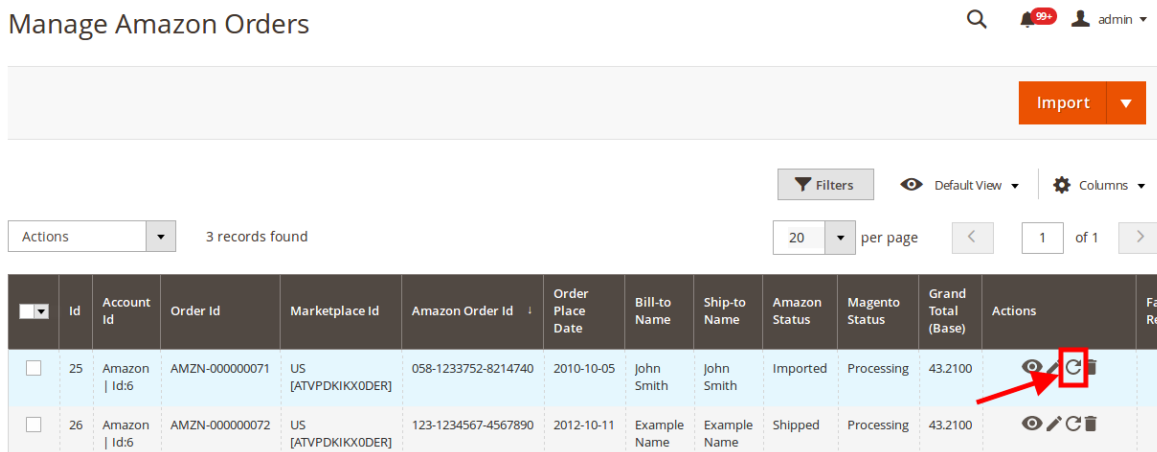 Manage Amazon Orders
99+ admin
Import
Filters Default View Columns
Actions 3 records found 20 per page 1 of 1
Id Account Id Order Id Marketplace Id Amazon Order Id ↓ Order Place Date Bill-to Name Ship-to Name Amazon Status Magento Status Grand Total (Base) Actions
25 Amazon | Id:6 AMZN-000000071 US [ATVPDKIKX0DER] 058-1233752-8214740 2010-10-05 John Smith John Smith Imported Processing 43.2100
26 Amazon | Id:6 AMZN-000000072 US [ATVPDKIKX0DER] 123-1234567-4567890 2012-10-11 Example Name Example Name Shipped Processing 43.2100